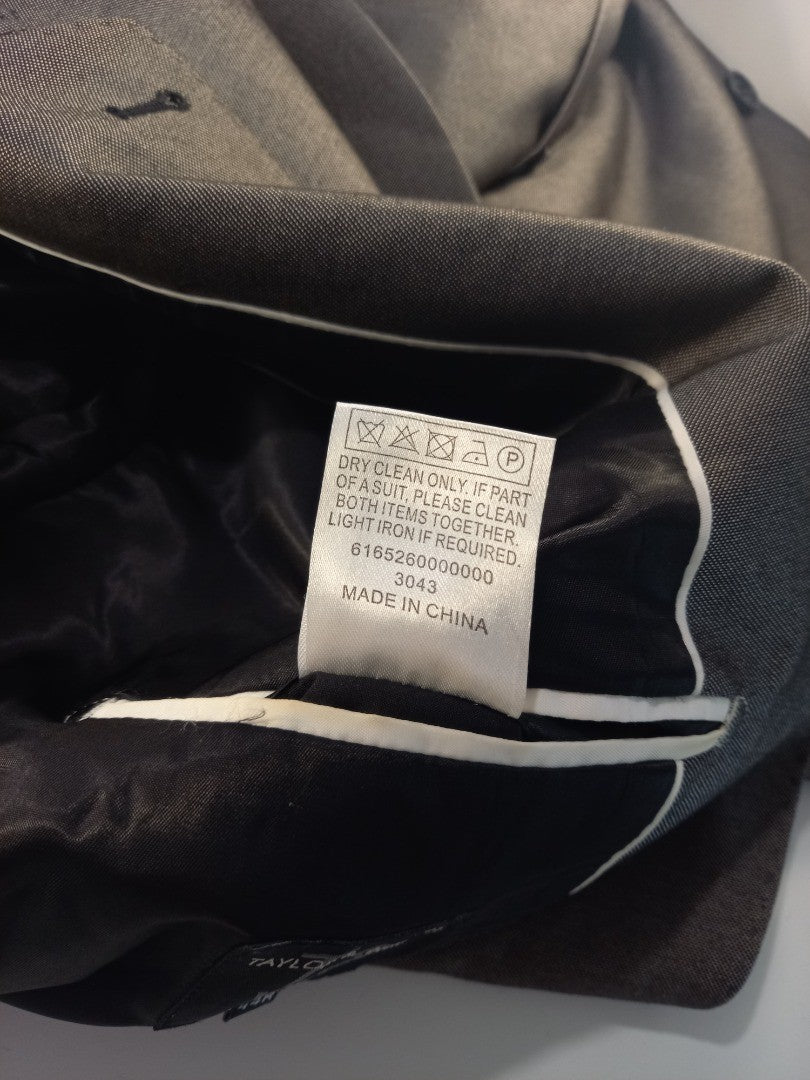 P
DRY CLEAN ONLY. IF PART
OF A SUIT, PLEASE CLEAN
BOTH ITEMS TOGETHER.
LIGHT IRON IF REQUIRED.
6165260000000
3043
MADE IN CHINA
TAYLO